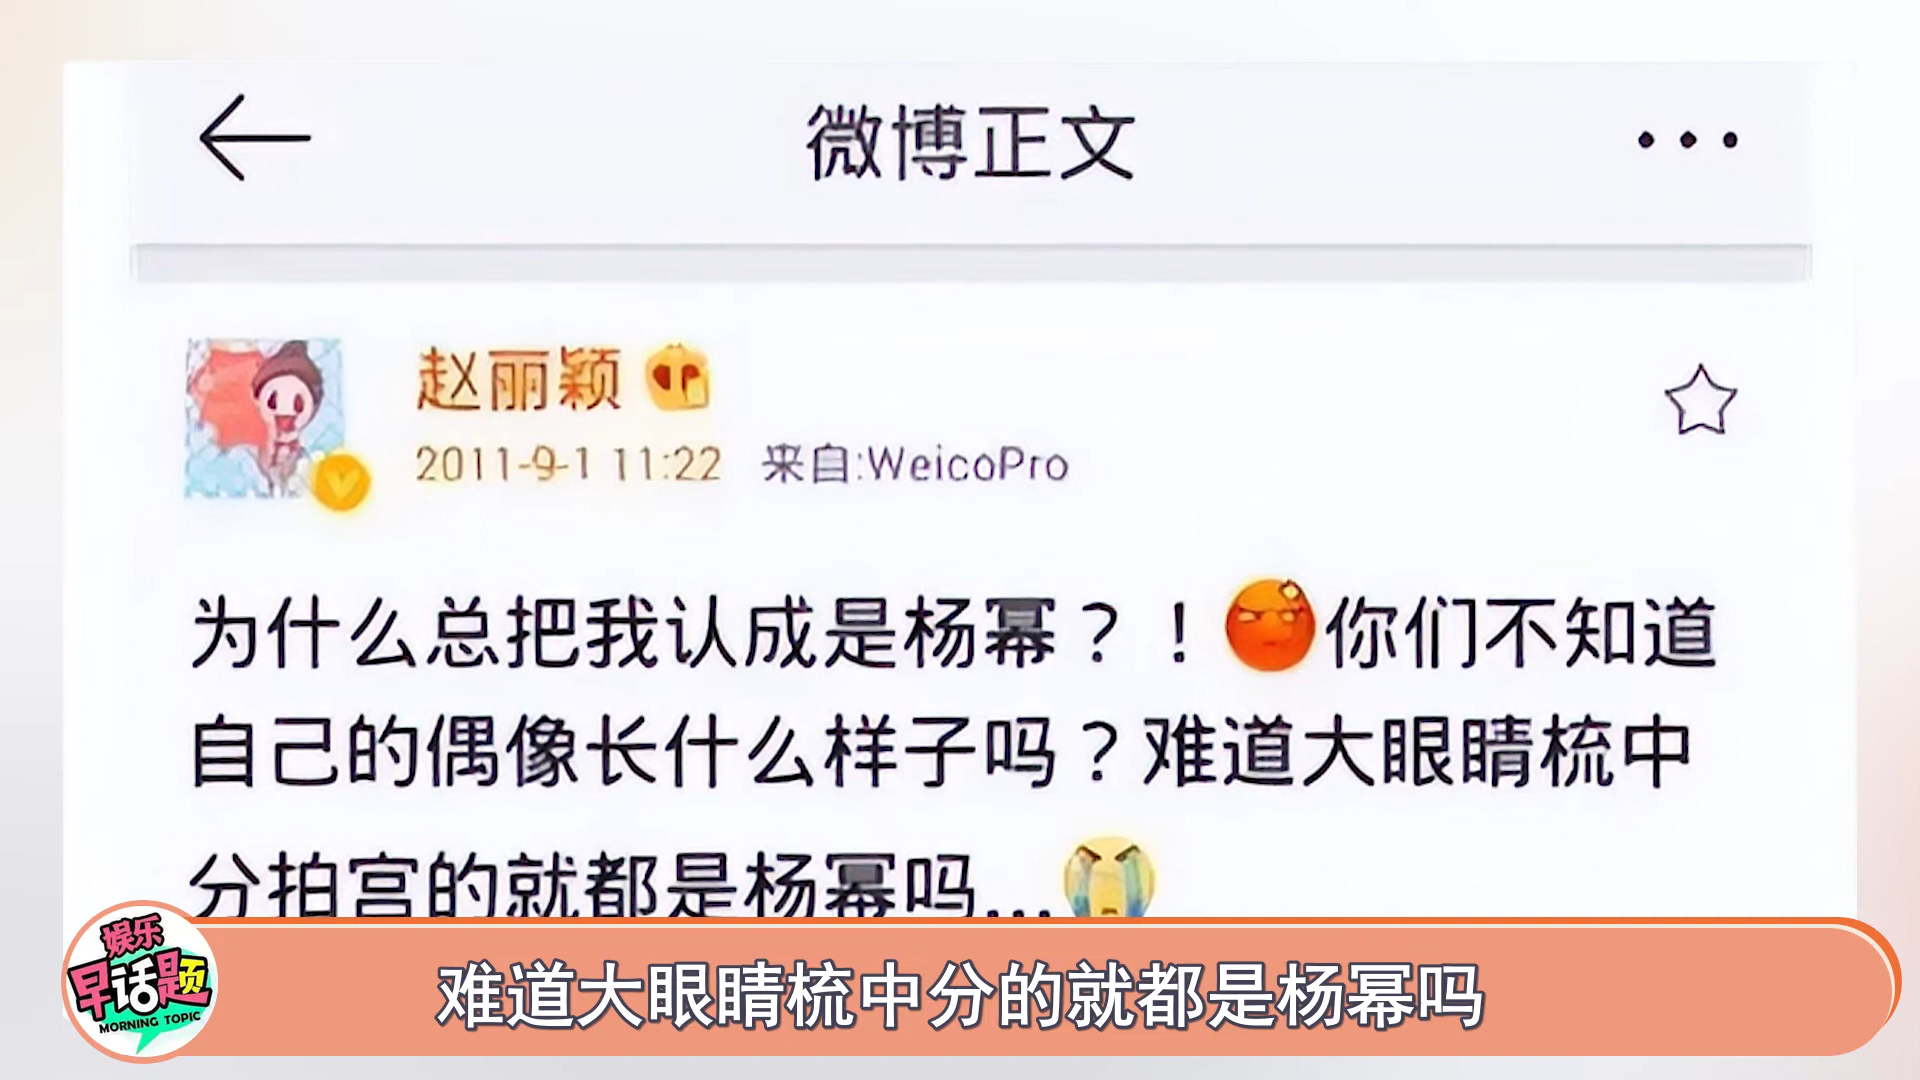 微博正文
赵丽颖
2011-9-1 11:22 来自:WeicoPro
为什么总把我认成是杨幂？！你们不知道
自己的偶像长什么样子吗？难道大眼睛梳中
分拍宫的就都是杨幂吗...
娱乐
早话题
MORNING TOPIC
难道大眼睛梳中分的就都是杨幂吗